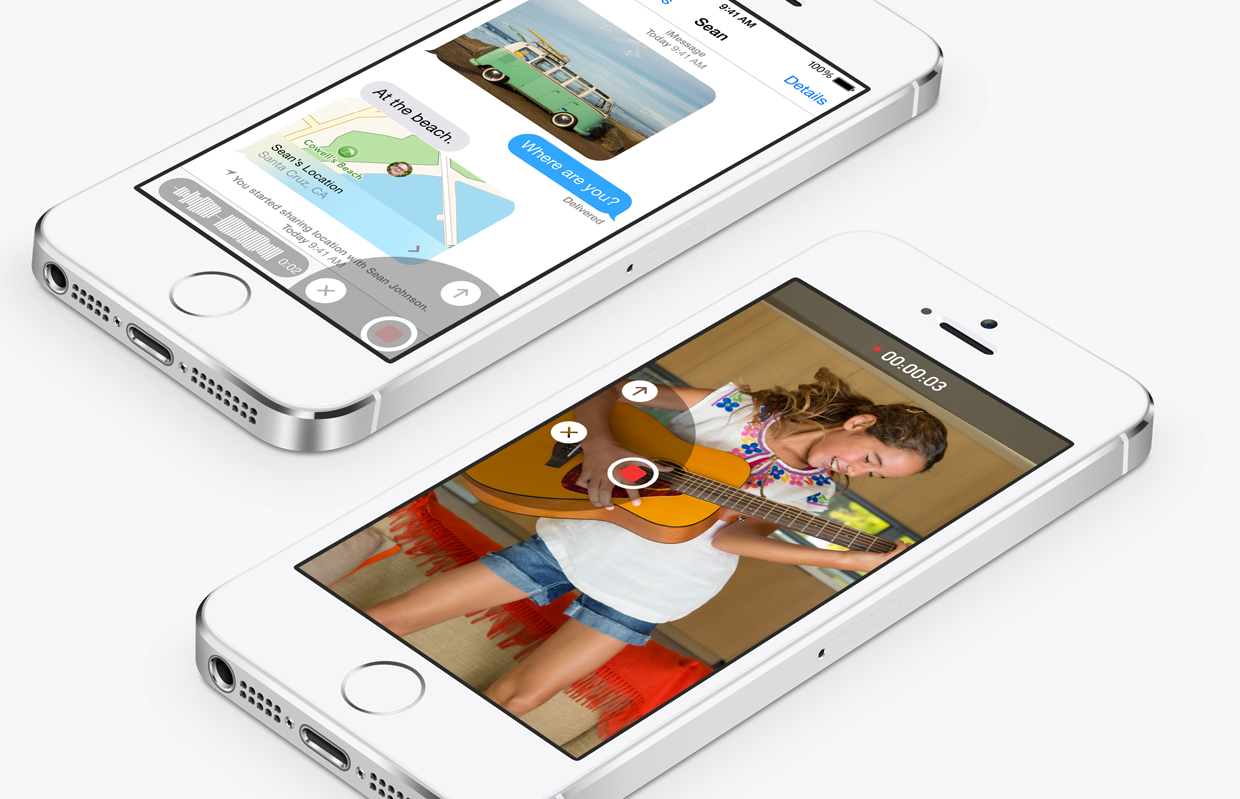 9:41 AM
100%
Sean
Details
iMessage
Today 9:41 AM
Where are you?
Delivered
At the beach.
Cowell's Beach
Sean's Location
Santa Cruz, CA
You started sharing location with Sean Johnson.
Today 9:41 AM
0:02
00:00:03